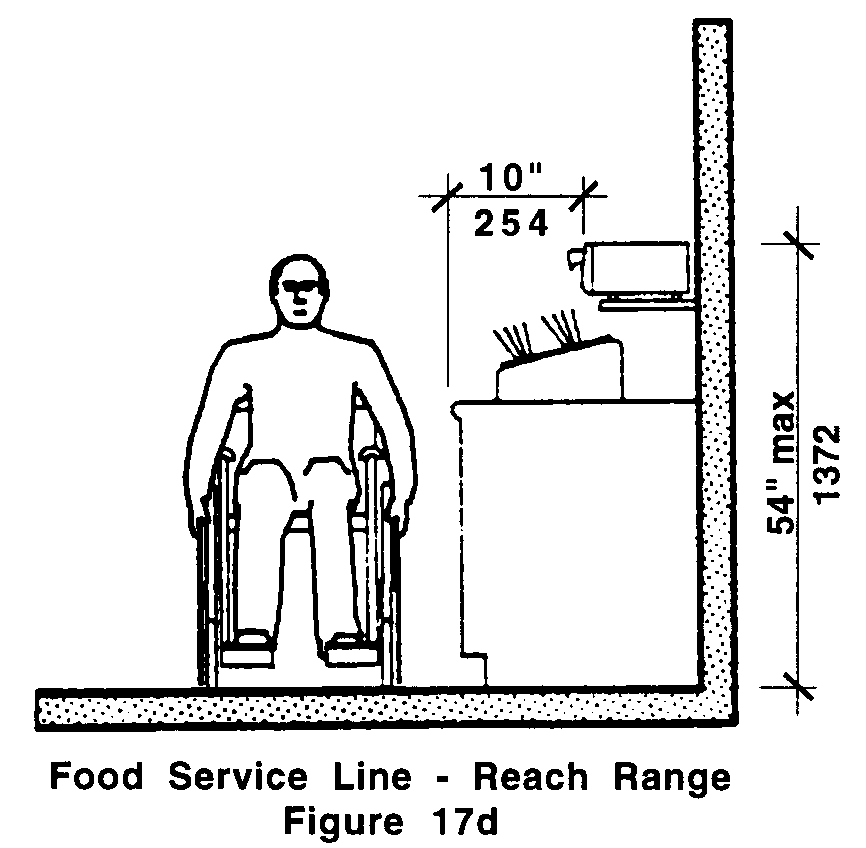 10"
254
54" max
1372
Food Service Line - Reach Range
Figure 17d